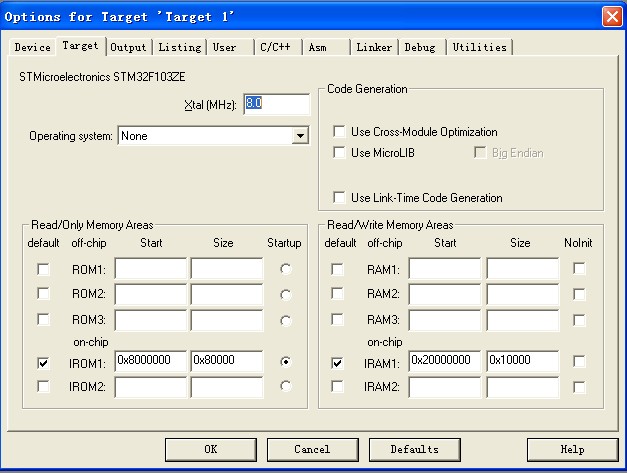 Options for Target 'Target 1'
Device Target Output Listing User C/C++ Asm Linker Debug Utilities
STMicroelectronics STM32F103ZE
Xtal (MHz): 8.0
Operating system: None
Code Generation
Use Cross-Module Optimization
Use MicroLIB Big Endian
Use Link-Time Code Generation
Read/Only Memory Areas
default off-chip Start Size Startup
ROM1:
ROM2:
ROM3:
on-chip
IROM1: 0x8000000 0x80000
IROM2:
Read/Write Memory Areas
default off-chip Start Size NoInit
RAM1:
RAM2:
RAM3:
on-chip
IRAM1: 0x20000000 0x10000
IRAM2:
OK Cancel Defaults Help